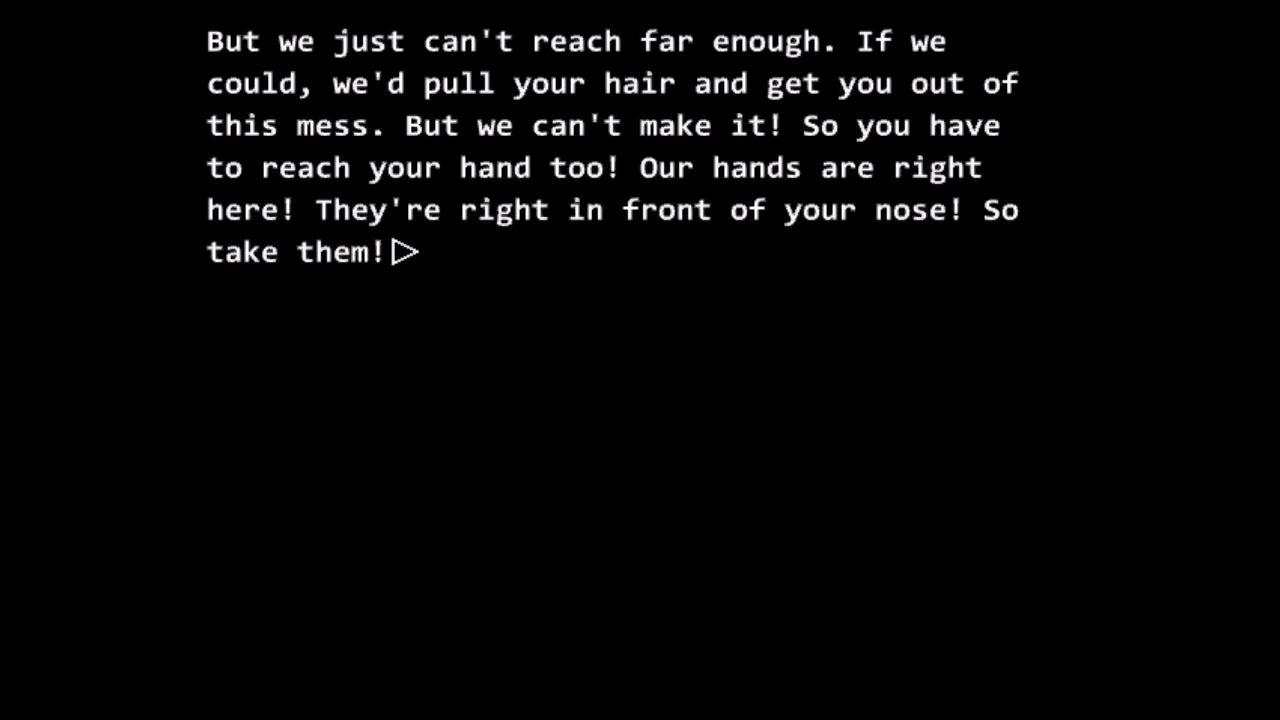 But we just can't reach far enough. If we
could, we'd pull your hair and get you out of
this mess. But we can't make it! So you have
to reach your hand too! Our hands are right
here! They're right in front of your nose! So
take them!